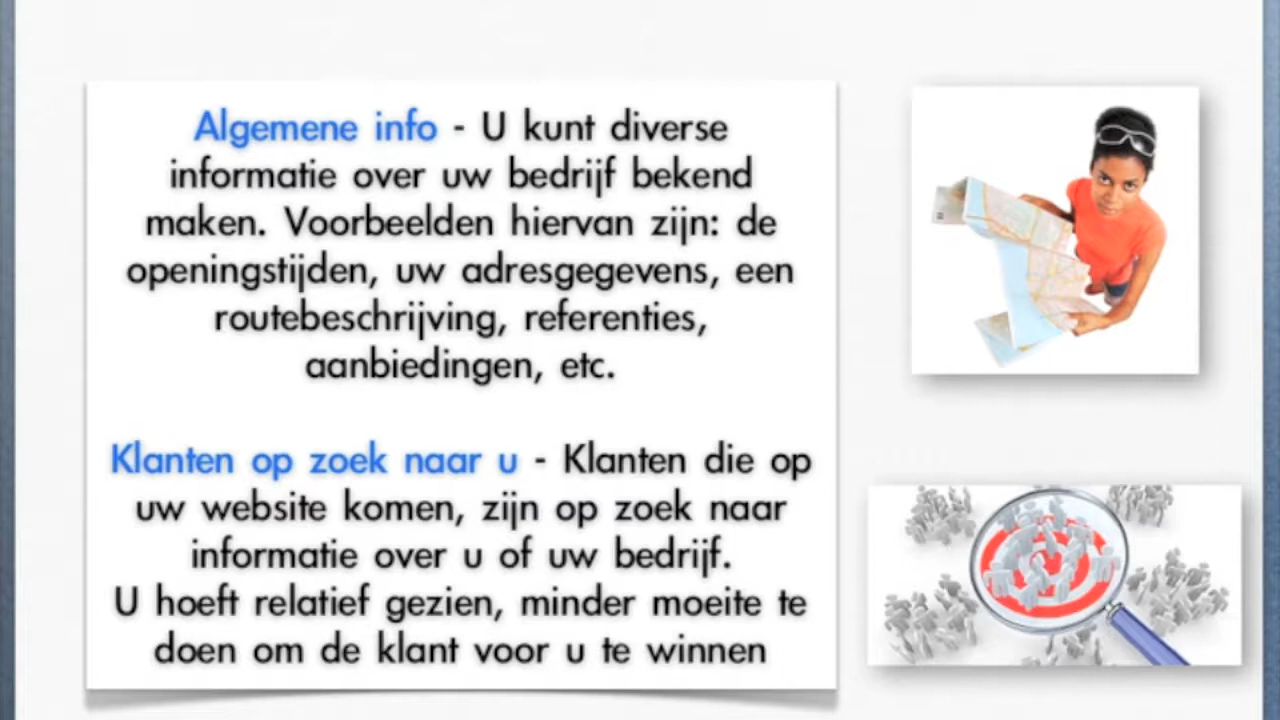 Algemene info - U kunt diverse
informatie over uw bedrijf bekend
maken. Voorbeelden hiervan zijn: de
openingstijden, uw adresgegevens, een
routebeschrijving, referenties,
aanbiedingen, etc.
Klanten op zoek naar u - Klanten die op
uw website komen, zijn op zoek naar
informatie over u of uw bedrijf.
U hoeft relatief gezien, minder moeite te
doen om de klant voor u te winnen